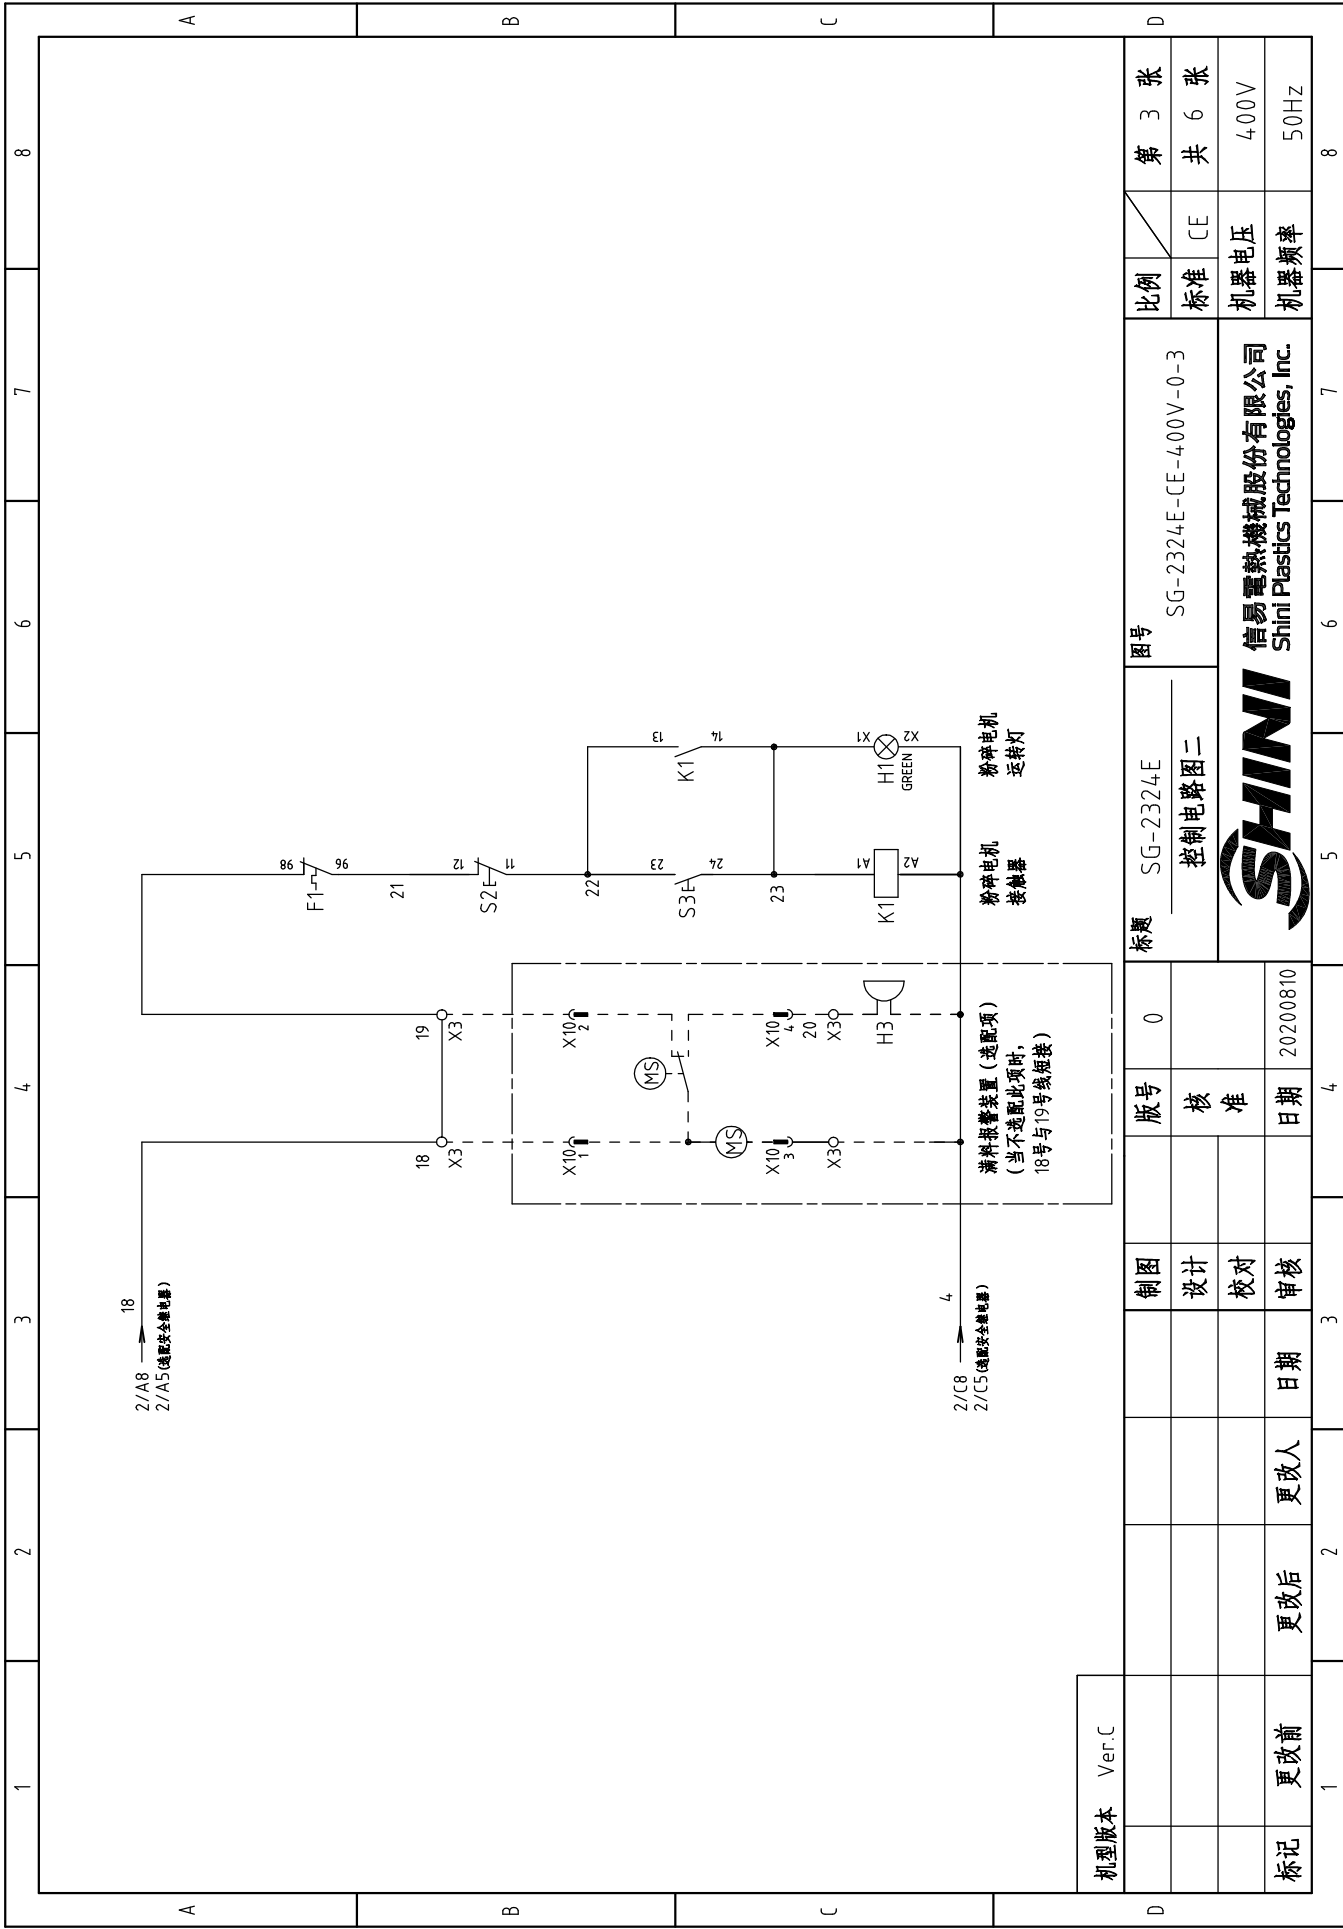 1 2 3 4 5 6 7 8
A
B
C
D
A
B
C
D
2/A8
2/A5(选配安全继电器)
18
2/C8
2/C5(选配安全继电器)
4
18
X3
19
X3
X10
1
X10
2
MS
MS
X10
3
X10
4
20
X3
X3
H3
满料报警装置(选配项)
(当不选配此项时,
18号与19号线短接)
F1
98
96
21
S2
12
11
22
S3
23
24
K1
13
14
23
K1
A1
A2
H1
GREEN
X1
X2
粉碎电机
接触器
粉碎电机
运转灯
机型版本 Ver.C
标记 更改前 更改后 更改人 日期
制图
设计
校对
审核
版号 0
核
准
日期 20200810
标题
SG-2324E
控制电路图二
图号
SG-2324E-CE-400V-0-3
比例
标准 CE
第 3 张
共 6 张
机器电压 400V
机器频率 50Hz
SHINI
信易電熱機械股份有限公司
Shini Plastics Technologies, Inc.
1 2 3 4 5 6 7 8